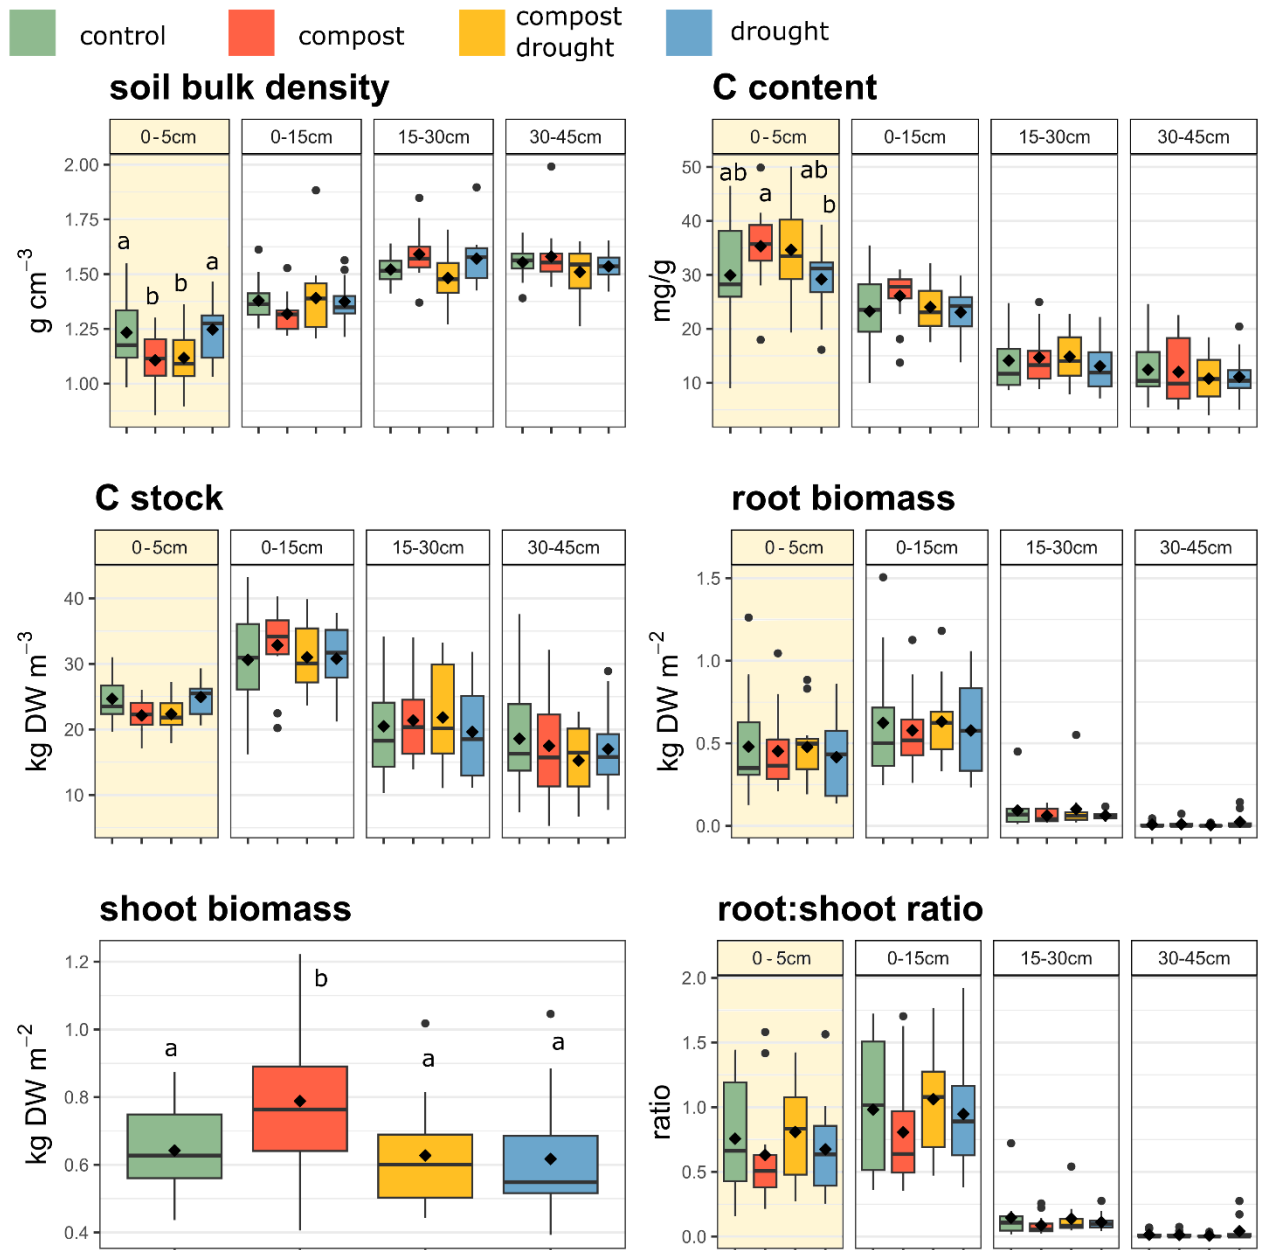 control
compost
compost
drought
drought
soil bulk density
0-5cm 0-15cm 15-30cm 30-45cm
g cm⁻³
2.00
1.75
1.50
1.25
1.00
a b b a
C content
0-5cm 0-15cm 15-30cm 30-45cm
mg/g
50
40
30
20
10
ab a ab b
C stock
0-5cm 0-15cm 15-30cm 30-45cm
kg DW m⁻³
40
30
20
10
root biomass
0-5cm 0-15cm 15-30cm 30-45cm
kg DW m⁻²
1.5
1.0
0.5
0.0
shoot biomass
kg DW m⁻²
1.2
1.0
0.8
0.6
0.4
a b a a
root:shoot ratio
0-5cm 0-15cm 15-30cm 30-45cm
ratio
2.0
1.5
1.0
0.5
0.0